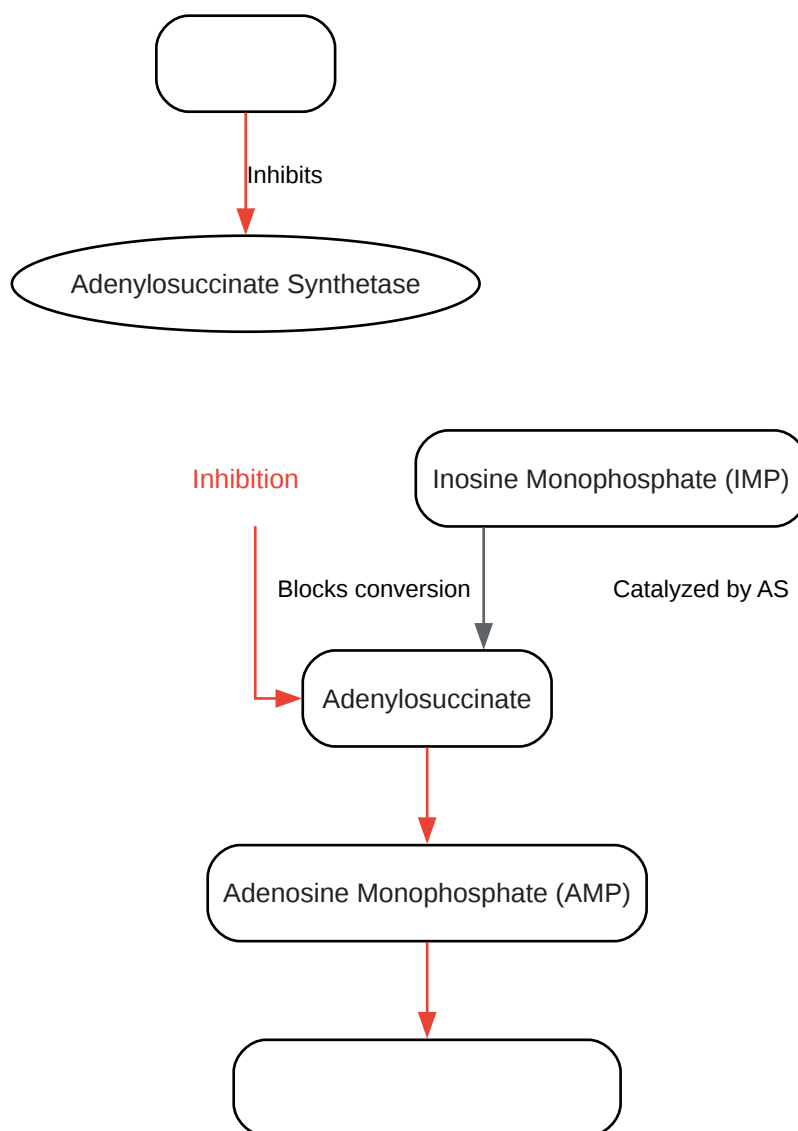 Inhibits
Adenylosuccinate Synthetase
Inhibition
Inosine Monophosphate (IMP)
Blocks conversion
Catalyzed by AS
Adenylosuccinate
Adenosine Monophosphate (AMP)